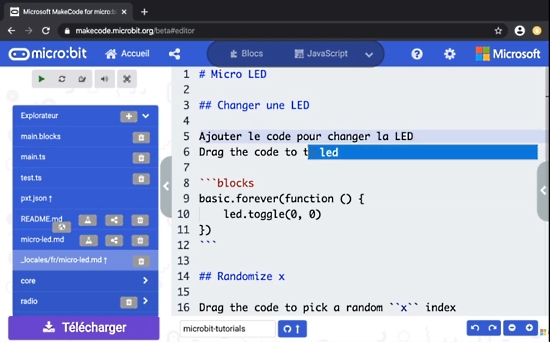 Microsoft MakeCode for micro:b
makecode.microbit.org/beta#editor
micro:bit
Accueil
Blocs
JavaScript
Microsoft
Explorateur
main.blocks
main.ts
test.ts
pxt.json
README.md
micro-led.md
_locales/fr/micro-led.md
core
radio
Télécharger
1 # Micro LED
2
3 ## Changer une LED
4
5 Ajouter le code pour changer la LED
6 Drag the code to t
led
7
8 ```blocks
9 basic.forever(function () {
10 led.toggle(0, 0)
11 })
12 ```
13
14 ## Randomize x
15
16 Drag the code to pick a random ``x`` index
microbit-tutorials